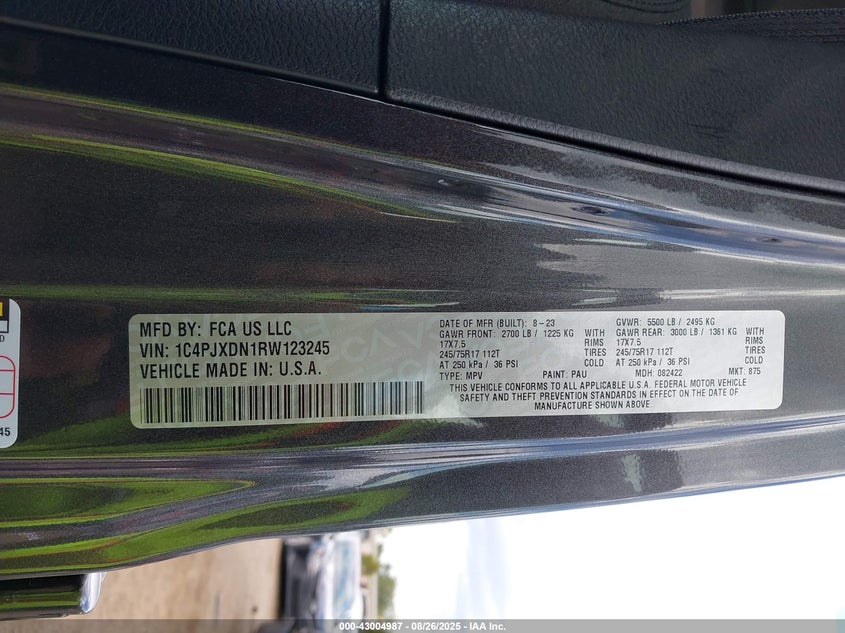 MFD BY: FCA US LLC
VIN: 1C4PJXDN1RW123245
VEHICLE MADE IN: U.S.A.
DATE OF MFR (BUILT): 8-23 GVWR: 5500 LB / 2495 KG
GAWR FRONT: 2700 LB / 1225 KG WITH GAWR REAR: 3000 LB / 1361 KG WITH
17X7.5 RIMS 17X7.5 RIMS
245/75R17 112T TIRES 245/75R17 112T TIRES
AT 250 kPa / 36 PSI COLD AT 250 kPa / 36 PSI COLD
TYPE: MPV PAINT: PAU MDH: 082422 MKT: 875
THIS VEHICLE CONFORMS TO ALL APPLICABLE U.S.A. FEDERAL MOTOR VEHICLE
SAFETY AND THEFT PREVENTION STANDARDS IN EFFECT ON THE DATE OF
MANUFACTURE SHOWN ABOVE.
45
000-43004987 - 08/26/2025 - IAA Inc.